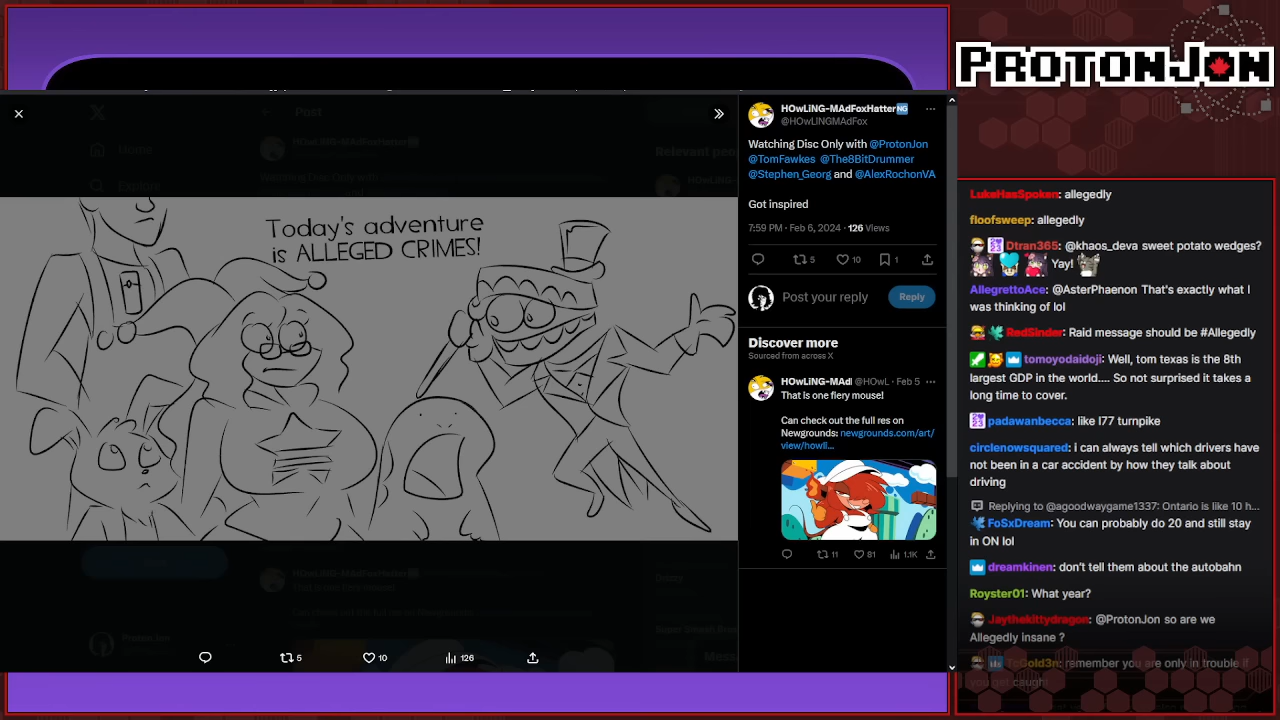 PROTONJON
HOwLiNG-MAdFoxHatter NG
@HOwLINGMAdFox
Watching Disc Only with @ProtonJon
@TomFawkes @The8BitDrummer
@Stephen_Georg and @AlexRochonVA
Got inspired
7:59 PM · Feb 6, 2024 · 126 Views
5
10
1
Post your reply
Reply
Discover more
Sourced from across X
HOwLiNG-MAd @HOwL · Feb 5
That is one fiery mouse!
Can check out the full res on
Newgrounds: newgrounds.com/art/
view/howli...
11
81
1.1K
Today's adventure
is ALLEGED CRIMES!
Post
Home
Explore
5
10
126
LukeHasSpoken: allegedly
floofsweep: allegedly
Dtran365: @khaos_deva sweet potato wedges?
Yay!
AllegrettoAce: @AsterPhaenon That's exactly what I
was thinking of lol
RedSinder: Raid message should be #Allegedly
tomoyodaidoji: Well, tom texas is the 8th
largest GDP in the world.... So not surprised it takes a
long time to cover.
padawanbecca: like I77 turnpike
circlenowsquared: i can always tell which drivers have
not been in a car accident by how they talk about
driving
Replying to @agoodwaygame1337: Ontario is like 10 h...
FoSxDream: You can probably do 20 and still stay
in ON lol
dreamkinen: don't tell them about the autobahn
Royster01: What year?
Jaythekittydragon: @ProtonJon so are we
Allegedly insane ?
remember you are only in trouble if
you get caught